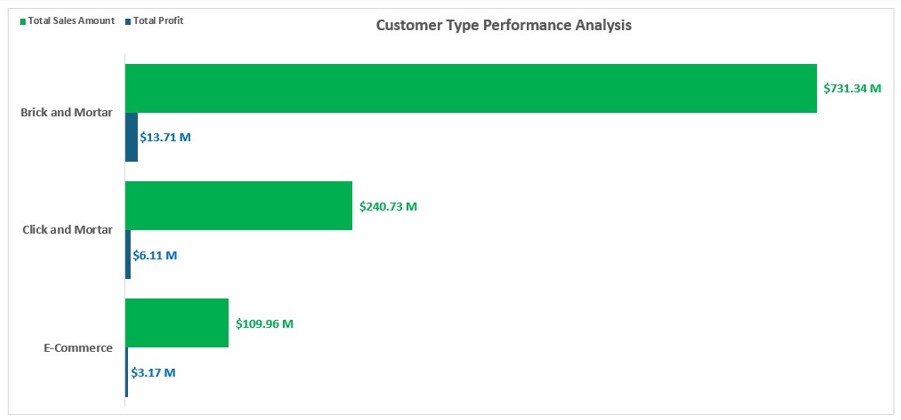 Total Sales Amount
Total Profit
Customer Type Performance Analysis
Brick and Mortar
$731.34 M
$13.71 M
Click and Mortar
$240.73 M
$6.11 M
E-Commerce
$109.96 M
$3.17 M